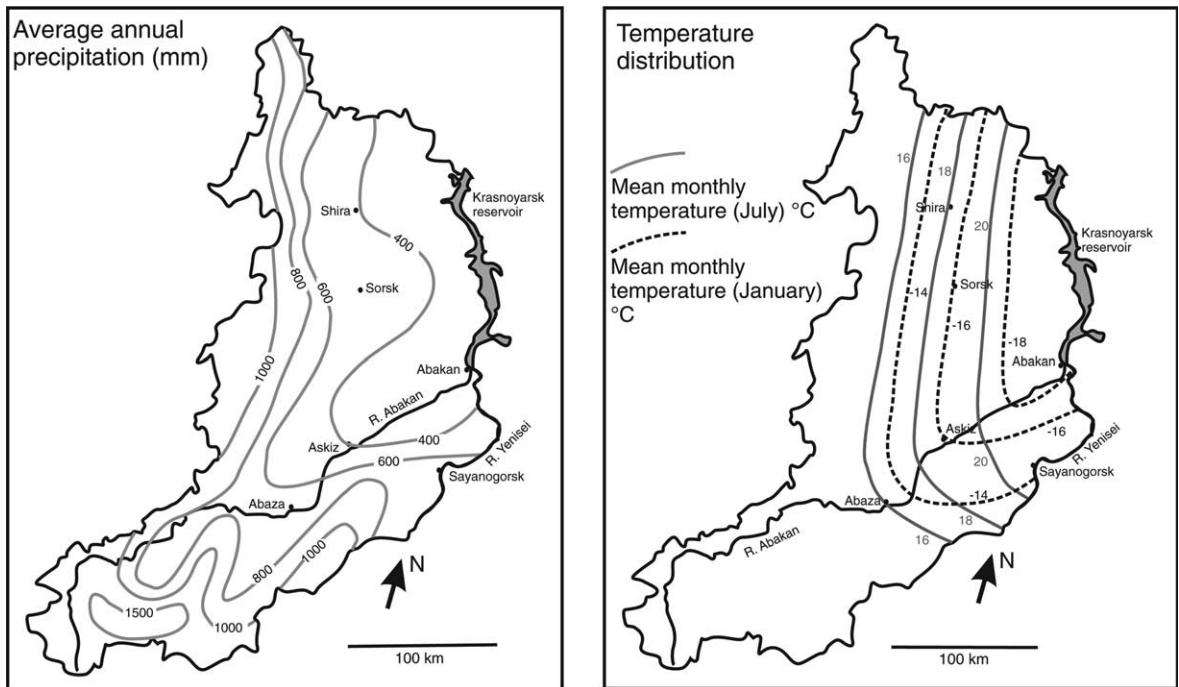 Average annual
precipitation (mm)
Krasnoyarsk
reservoir
Shira
400
800
600
Sorsk
1000
Abakan
R. Abakan
Askiz
400
R. Yenisei
600
Sayanogorsk
Abaza
1000
800
N
1500
1000
100 km
Temperature
distribution
16
18
Mean monthly
temperature (July) °C
Shira
20
Krasnoyarsk
reservoir
Mean monthly
temperature (January)
°C
-14
Sorsk
-16
-18
Abakan
Askiz
-16
R. Yenisei
20
Sayanogorsk
Abaza
-14
18
R. Abakan
16
N
100 km